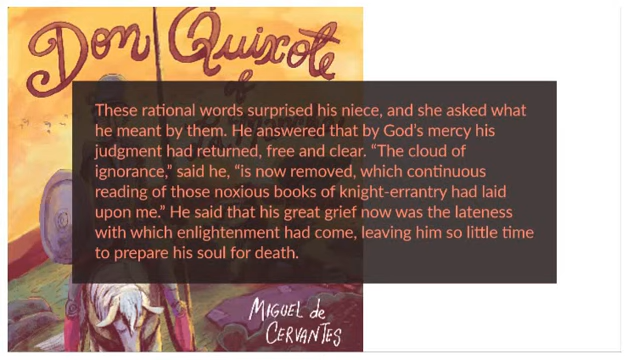 Don Quixote
of
These rational words surprised his niece, and she asked what
he meant by them. He answered that by God’s mercy his
judgment had returned, free and clear. “The cloud of
ignorance,” said he, “is now removed, which continuous
reading of those noxious books of knight-errantry had laid
upon me.” He said that his great grief now was the lateness
with which enlightenment had come, leaving him so little time
to prepare his soul for death.
MIGUEL de
CERVANTES